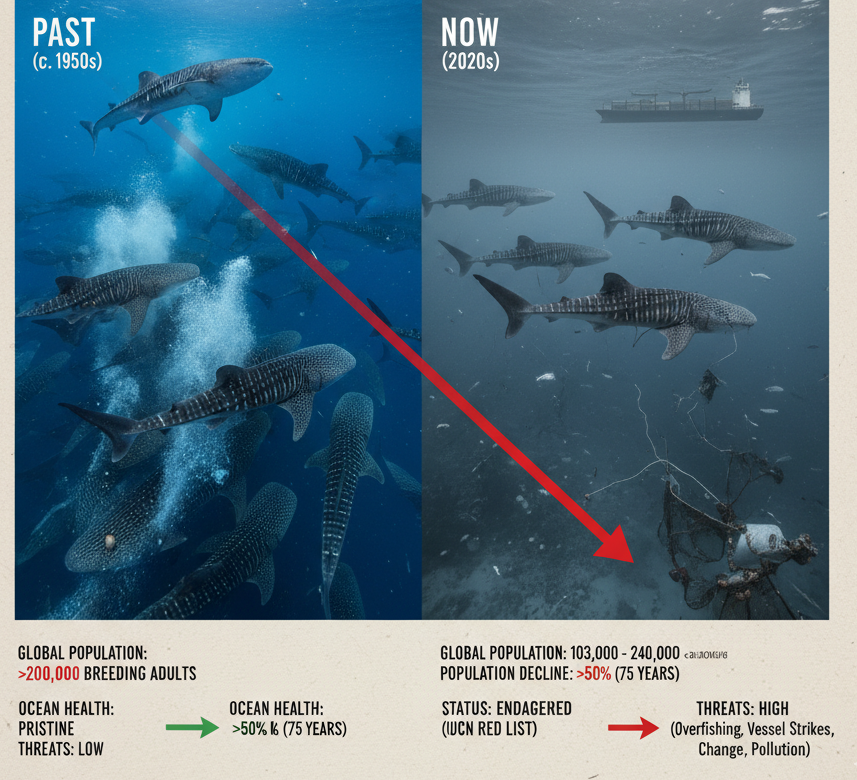 PAST
(c. 1950s)
NOW
(2020s)
GLOBAL POPULATION:
>200,000 BREEDING ADULTS
OCEAN HEALTH:
PRISTINE
THREATS: LOW
OCEAN HEALTH:
>50% (75 YEARS)
GLOBAL POPULATION: 103,000 - 240,000
POPULATION DECLINE: >50% (75 YEARS)
STATUS: ENDAGERED
(IUCN RED LIST)
THREATS: HIGH
(Overfishing, Vessel Strikes,
Change, Pollution)